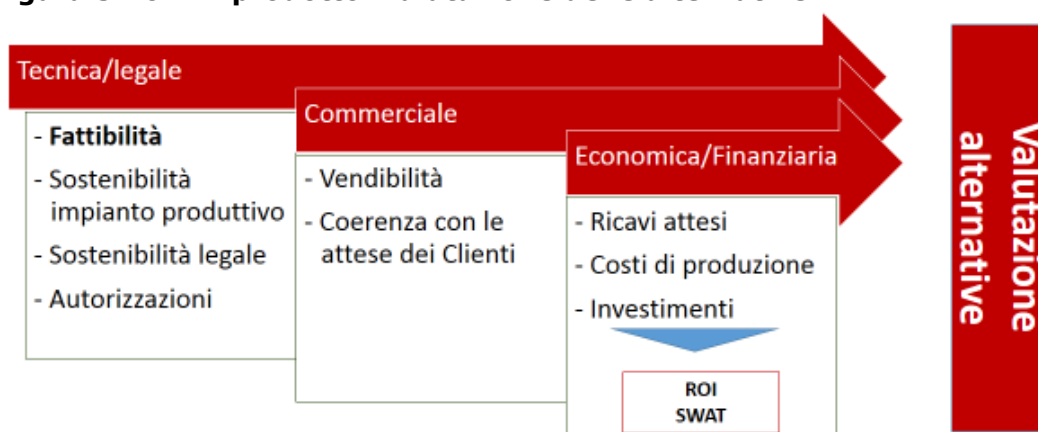 Tecnica/legale
- Fattibilità
- Sostenibilità
impianto produttivo
- Sostenibilità legale
- Autorizzazioni
Commerciale
- Vendibilità
- Coerenza con le
attese dei Clienti
Economica/Finanziaria
- Ricavi attesi
- Costi di produzione
- Investimenti
ROI
SWAT
Valutazione
alternative